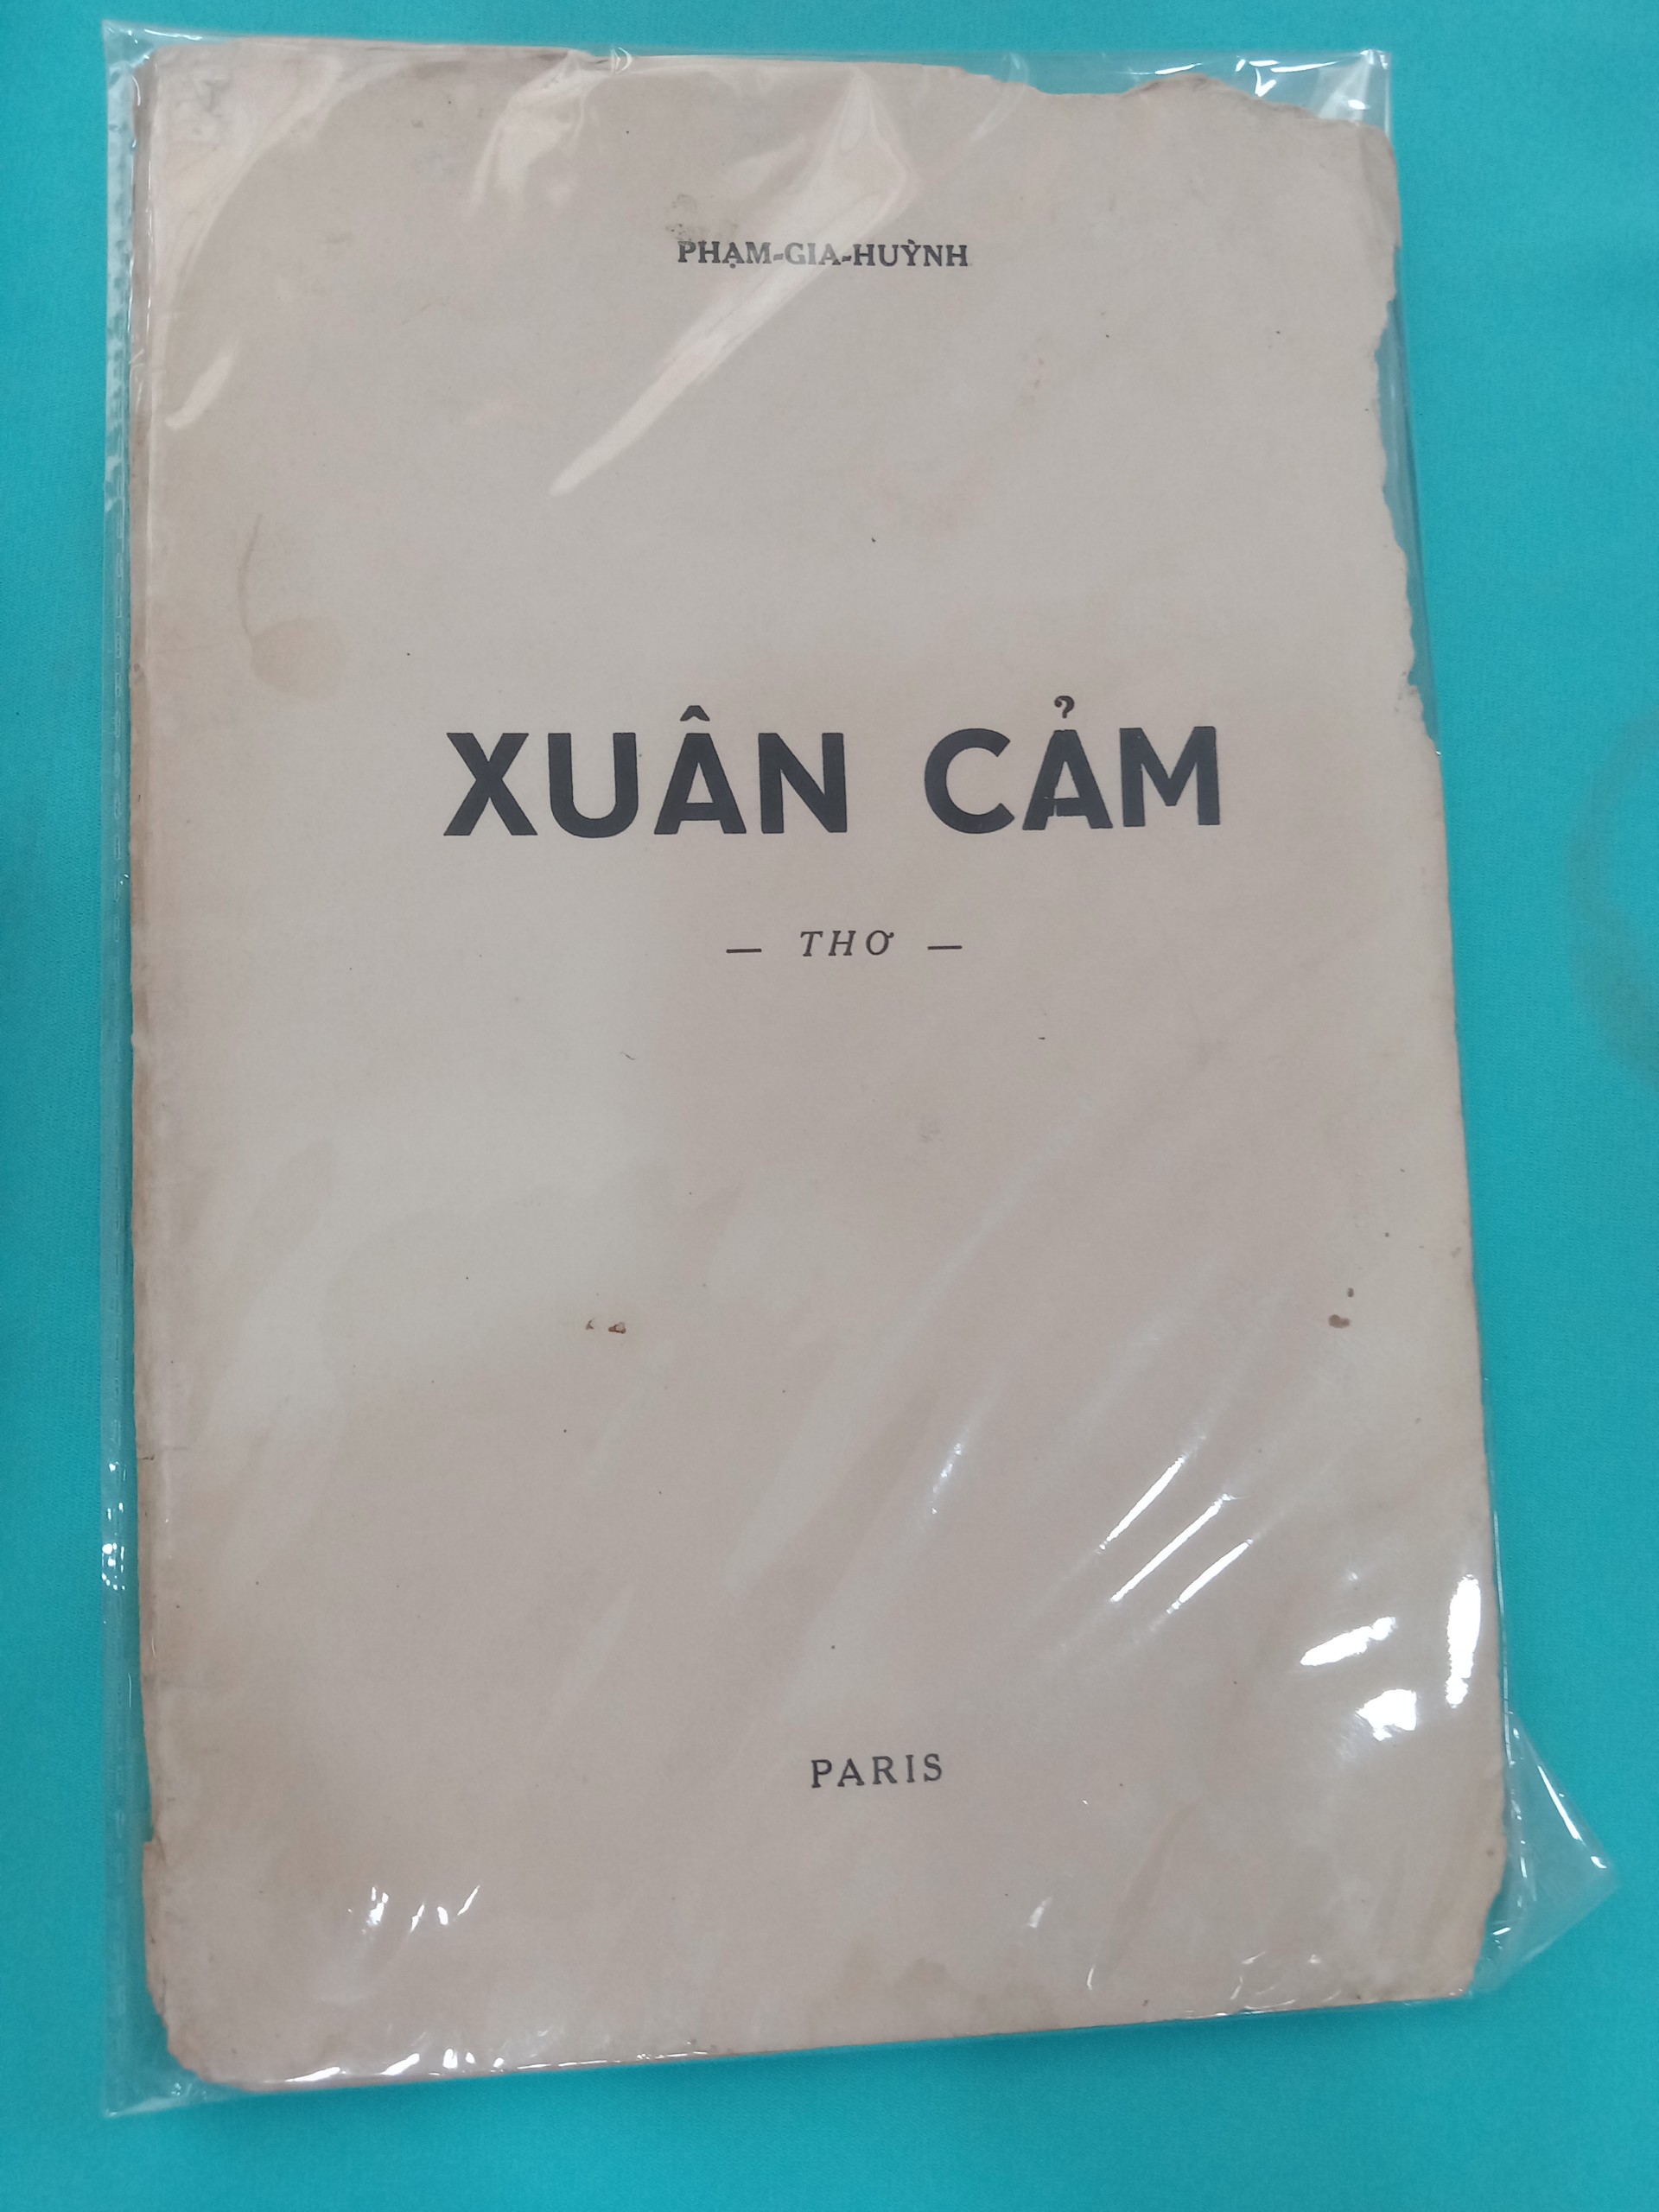 PHẠM-GIA-HUỲNH
XUÂN CẢM
— THƠ —
PARIS